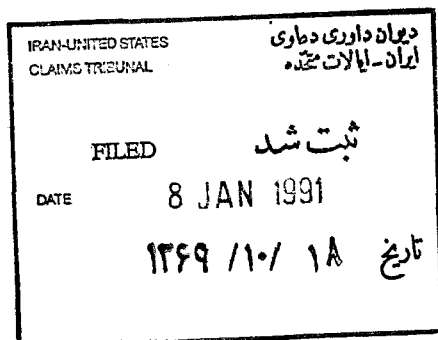 IRAN-UNITED STATES
CLAIMS TRIBUNAL
دیوان داوری دعاوی
ایران - ایالات متحده
FILED ثبت شد
DATE 8 JAN 1991
تاریخ ۱۳۶۹ /۱۰/ ۱۸